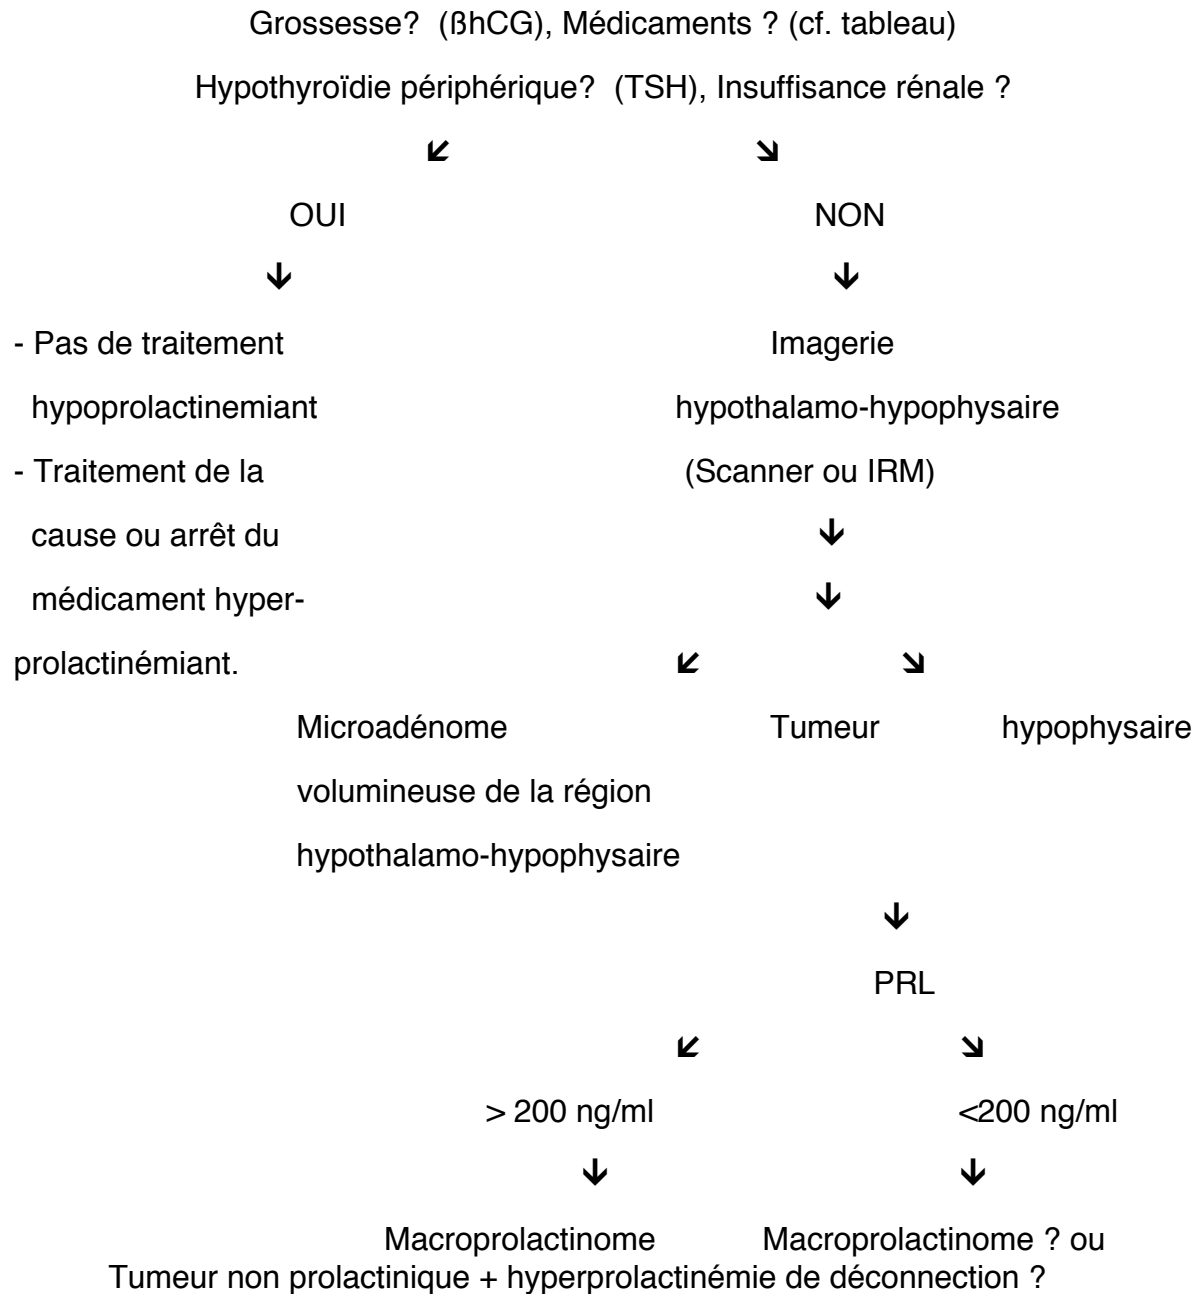 Grossesse?  (ßhCG), Médicaments ? (cf. tableau)
Hypothyroïdie périphérique?  (TSH), Insuffisance rénale ?
🡿 🡾
OUI NON
🡻 🡻
- Pas de traitement Imagerie
hypoprolactinemiant hypothalamo-hypophysaire
- Traitement de la (Scanner ou IRM)
cause ou arrêt du 🡻
médicament hyper- 🡻
prolactinémiant. 🡿 🡾
Microadénome Tumeur hypophysaire
volumineuse de la région
hypothalamo-hypophysaire
🡻
PRL
🡿 🡾
> 200 ng/ml <200 ng/ml
🡻 🡻
Macroprolactinome Macroprolactinome ? ou
Tumeur non prolactinique + hyperprolactinémie de déconnection ?